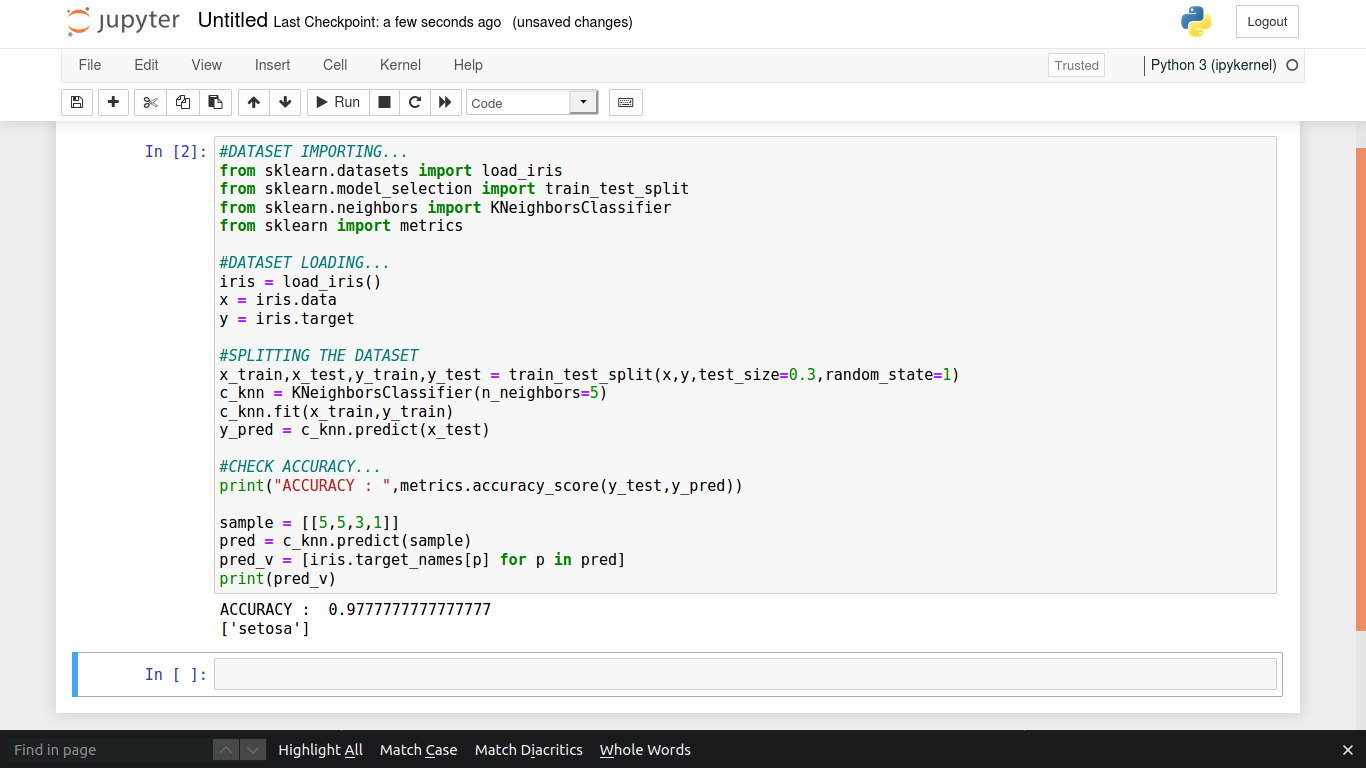 jupyter Untitled Last Checkpoint: a few seconds ago (unsaved changes) Logout
File Edit View Insert Cell Kernel Help Trusted Python 3 (ipykernel)
Run Code
In [2]: #DATASET IMPORTING...
from sklearn.datasets import load_iris
from sklearn.model_selection import train_test_split
from sklearn.neighbors import KNeighborsClassifier
from sklearn import metrics
#DATASET LOADING...
iris = load_iris()
x = iris.data
y = iris.target
#SPLITTING THE DATASET
x_train,x_test,y_train,y_test = train_test_split(x,y,test_size=0.3,random_state=1)
c_knn = KNeighborsClassifier(n_neighbors=5)
c_knn.fit(x_train,y_train)
y_pred = c_knn.predict(x_test)
#CHECK ACCURACY...
print("ACCURACY : ",metrics.accuracy_score(y_test,y_pred))
sample = [[5,5,3,1]]
pred = c_knn.predict(sample)
pred_v = [iris.target_names[p] for p in pred]
print(pred_v)
ACCURACY :  0.9777777777777777
['setosa']
In [ ]:
Find in page Highlight All Match Case Match Diacritics Whole Words